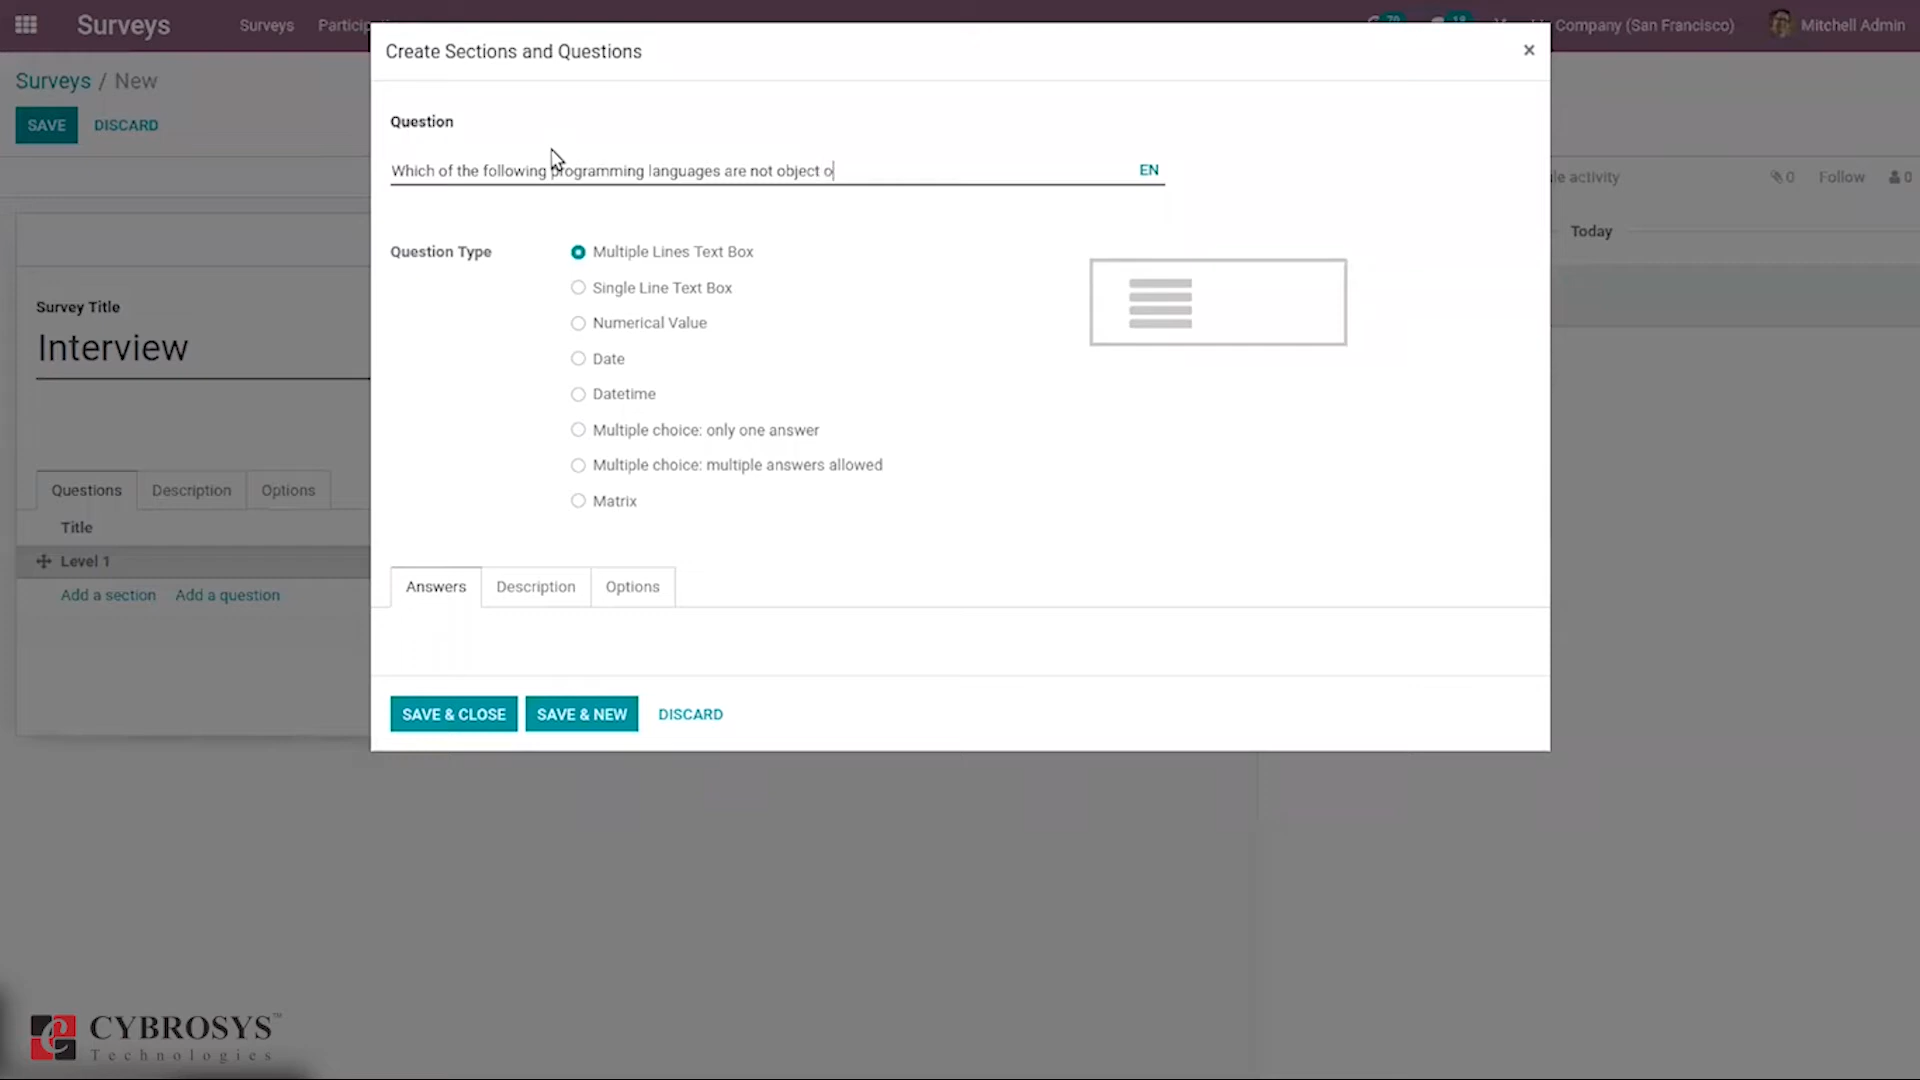 Surveys
Surveys
Create Sections and Questions
×
Company (San Francisco)
Mitchell Admin
Surveys / New
SAVE
DISCARD
Question
Which of the following programming languages are not object o
EN
0
Follow
0
Today
Question Type
Multiple Lines Text Box
Single Line Text Box
Numerical Value
Date
Datetime
Multiple choice: only one answer
Multiple choice: multiple answers allowed
Matrix
Survey Title
Interview
Questions
Description
Options
Title
Level 1
Add a section
Add a question
Answers
Description
Options
SAVE & CLOSE
SAVE & NEW
DISCARD
CYBROSYS™
Technologies